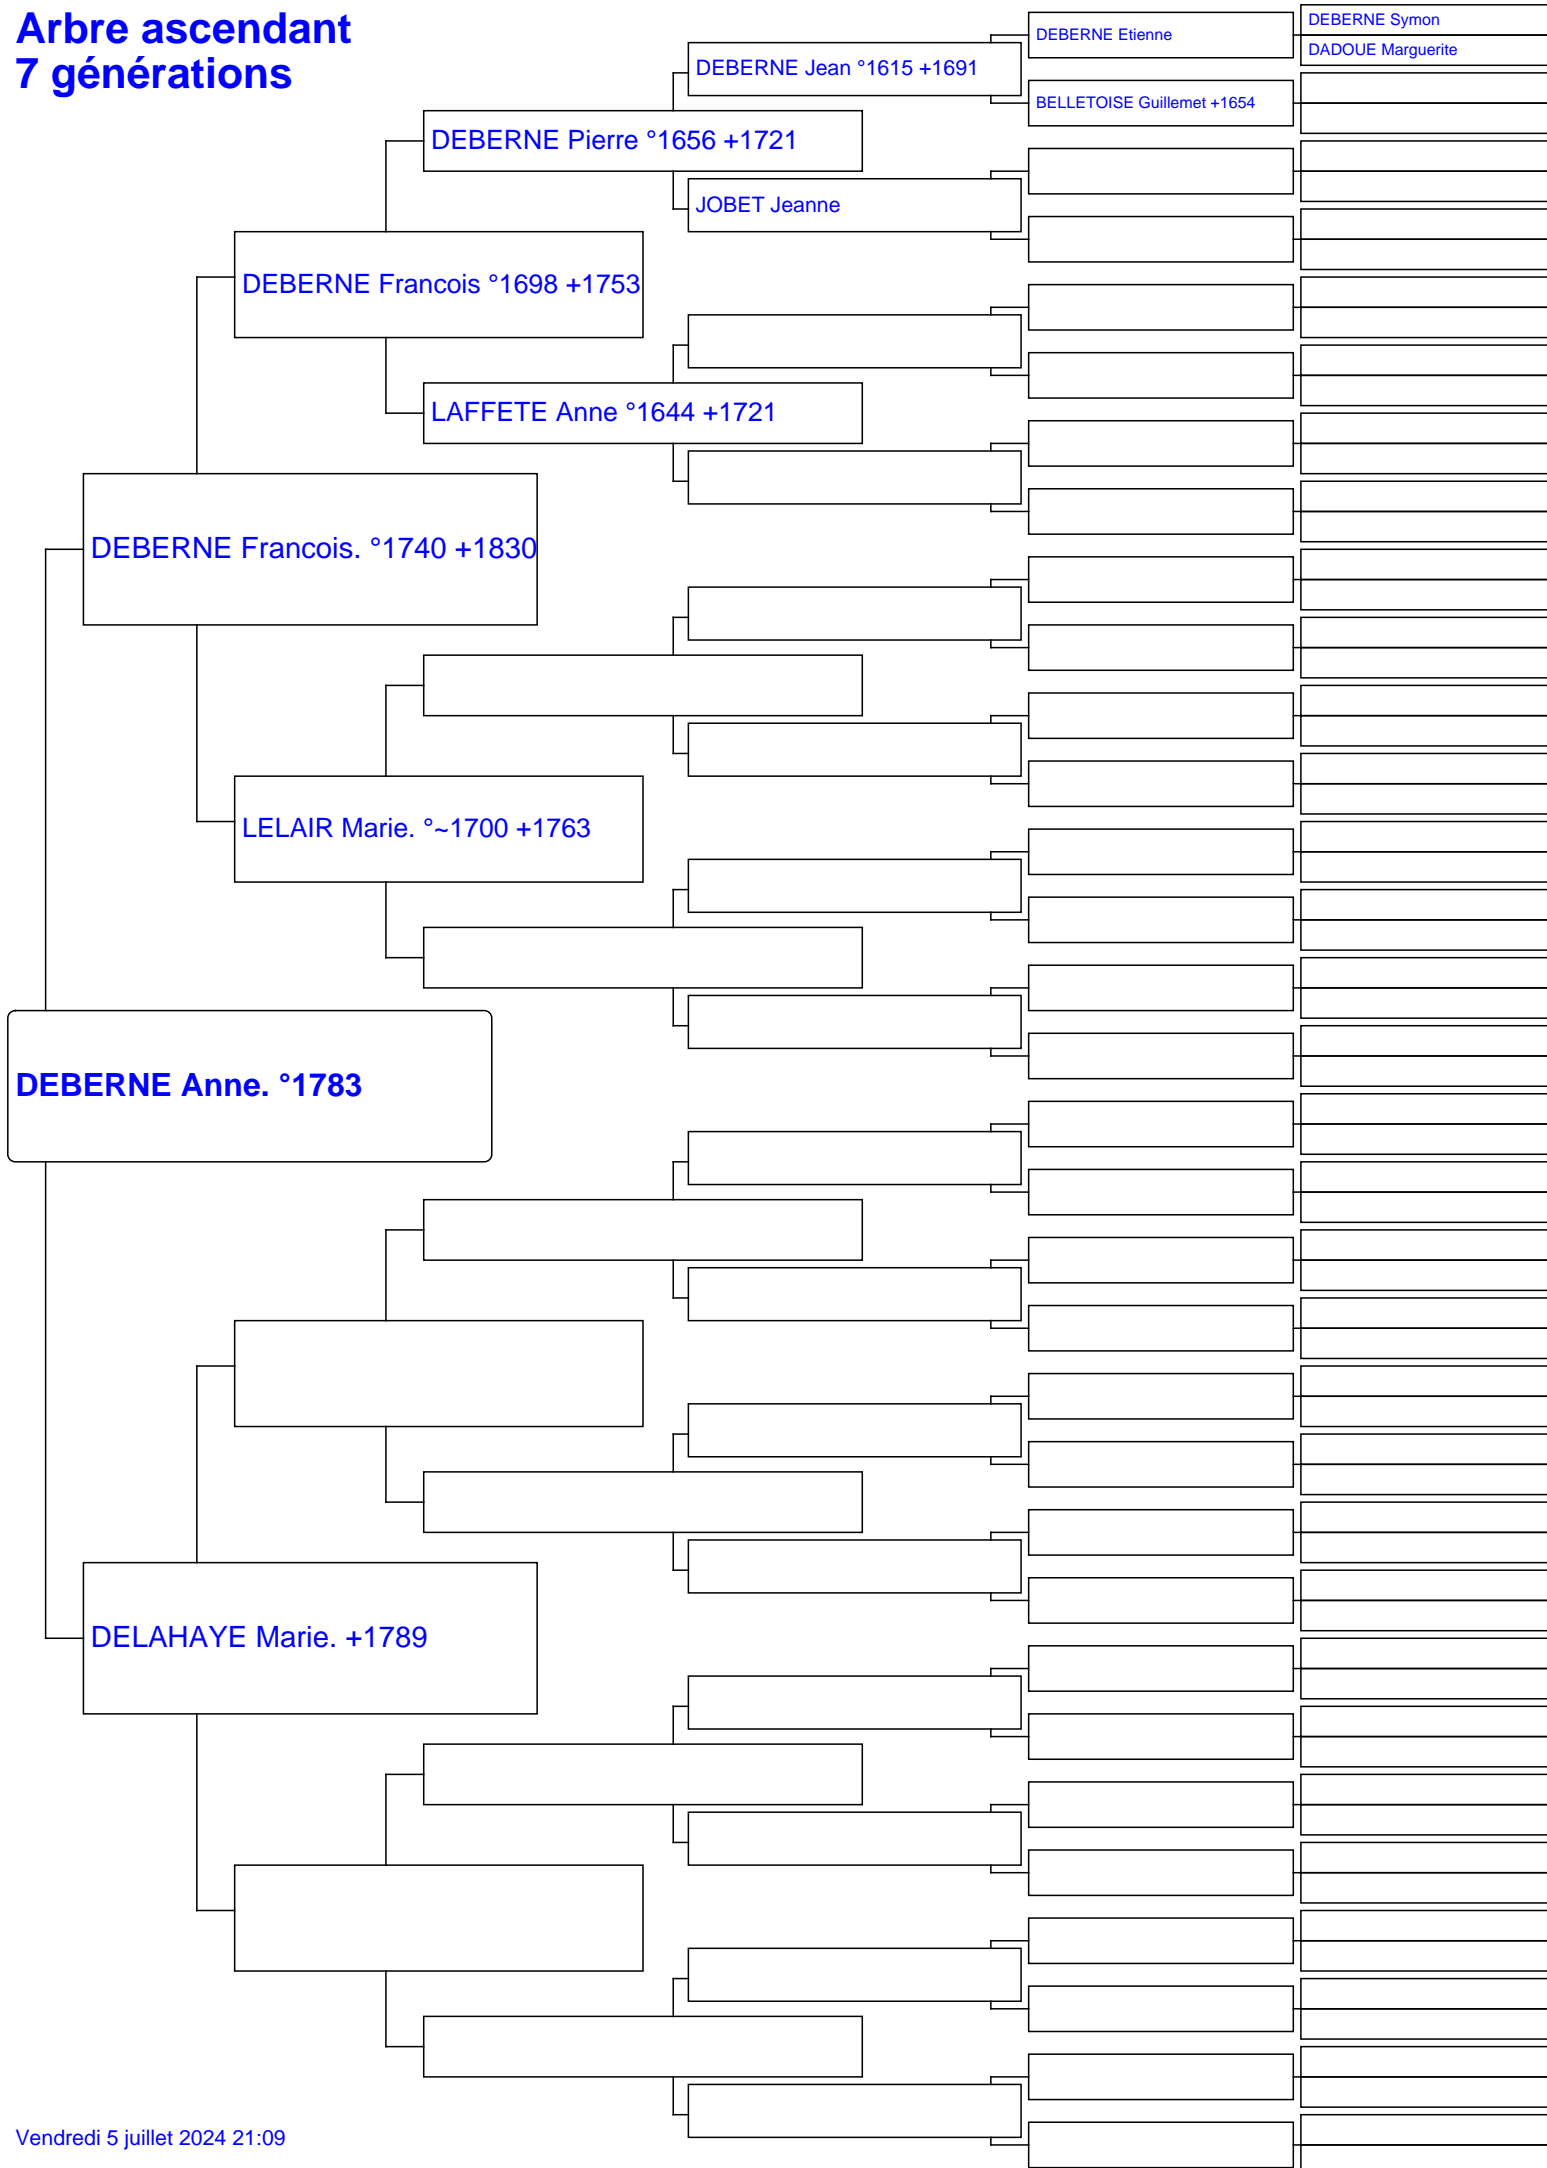 Arbre ascendant
7 générations
DEBERNE Symon
DEBERNE Etienne
DADOUE Marguerite
DEBERNE Jean °1615 +1691
BELLETOISE Guillemet +1654
DEBERNE Pierre °1656 +1721
JOBET Jeanne
DEBERNE Francois °1698 +1753
LAFFETE Anne °1644 +1721
DEBERNE Francois. °1740 +1830
LELAIR Marie. °~1700 +1763
DEBERNE Anne. °1783
DELAHAYE Marie. +1789
Vendredi 5 juillet 2024 21:09